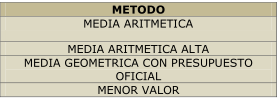 METODO
MEDIA ARITMETICA
MEDIA ARITMETICA ALTA
MEDIA GEOMETRICA CON PRESUPUESTO
OFICIAL
MENOR VALOR